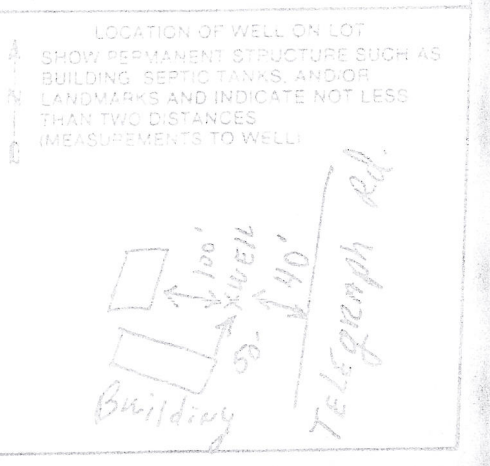 LOCATION OF WELL ON LOT
SHOW PERMANENT STRUCTURE SUCH AS
BUILDING, SEPTIC TANKS, AND/OR
LANDMARKS AND INDICATE NOT LESS
THAN TWO DISTANCES
(MEASUREMENTS TO WELL)
100'
X WELL
50'
40'
Building
TELEGRAPH Rd.